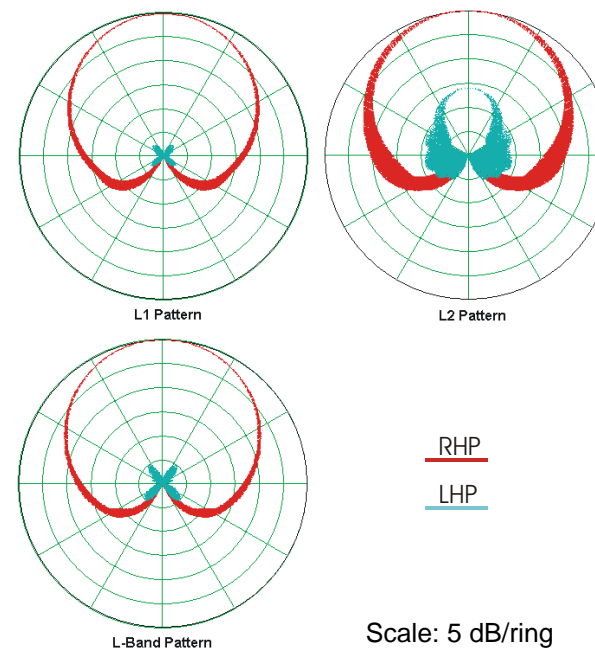 L1 Pattern
L2 Pattern
RHP
LHP
L-Band Pattern
Scale: 5 dB/ring